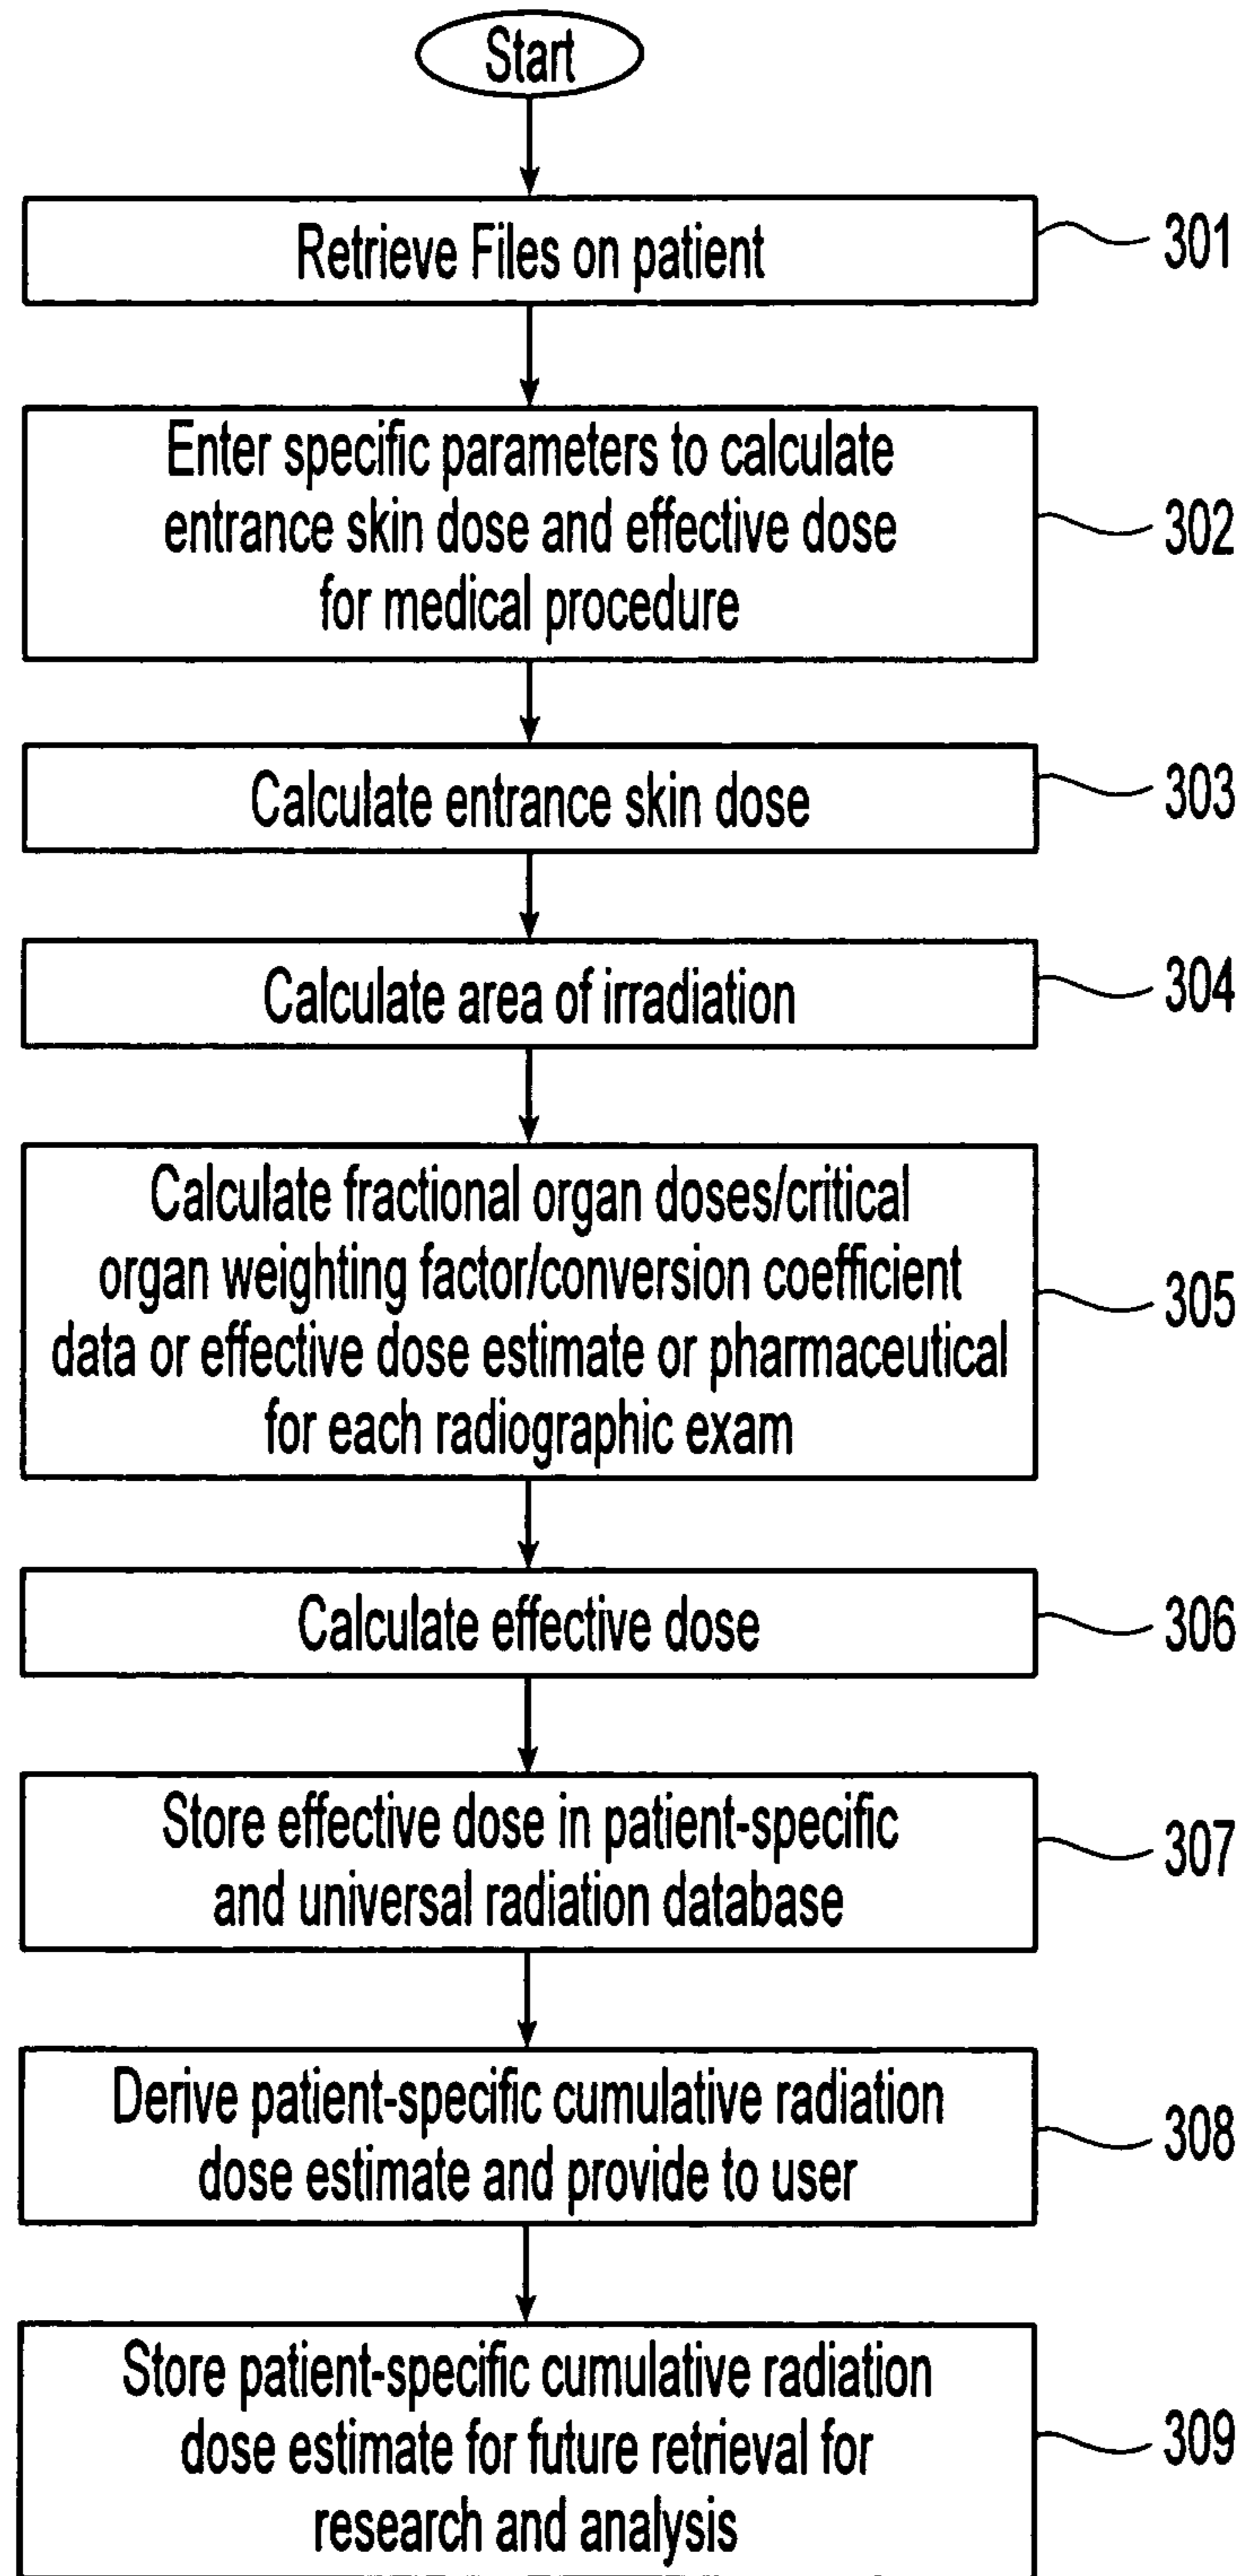 Start
Retrieve Files on patient
301
Enter specific parameters to calculate
entrance skin dose and effective dose
for medical procedure
302
Calculate entrance skin dose
303
Calculate area of irradiation
304
Calculate fractional organ doses/critical
organ weighting factor/conversion coefficient
data or effective dose estimate or pharmaceutical
for each radiographic exam
305
Calculate effective dose
306
Store effective dose in patient-specific
and universal radiation database
307
Derive patient-specific cumulative radiation
dose estimate and provide to user
308
Store patient-specific cumulative radiation
dose estimate for future retrieval for
research and analysis
309